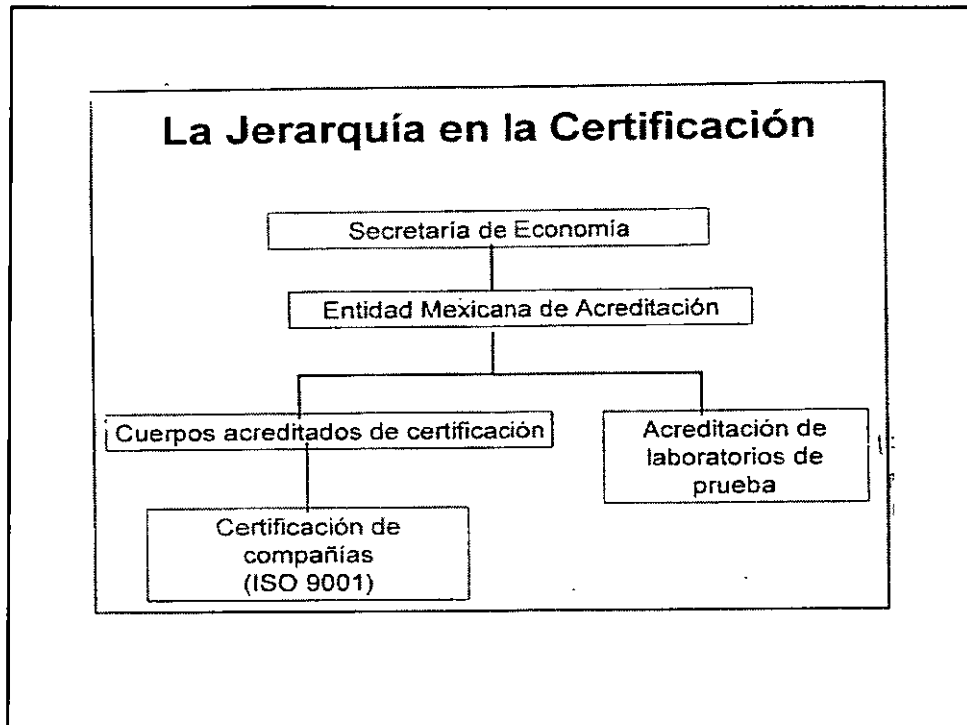 La Jerarquía en la Certificación
Secretaría de Economía
Entidad Mexicana de Acreditación
Cuerpos acreditados de certificación
Acreditación de
laboratorios de
prueba
Certificación de
compañías
(ISO 9001)